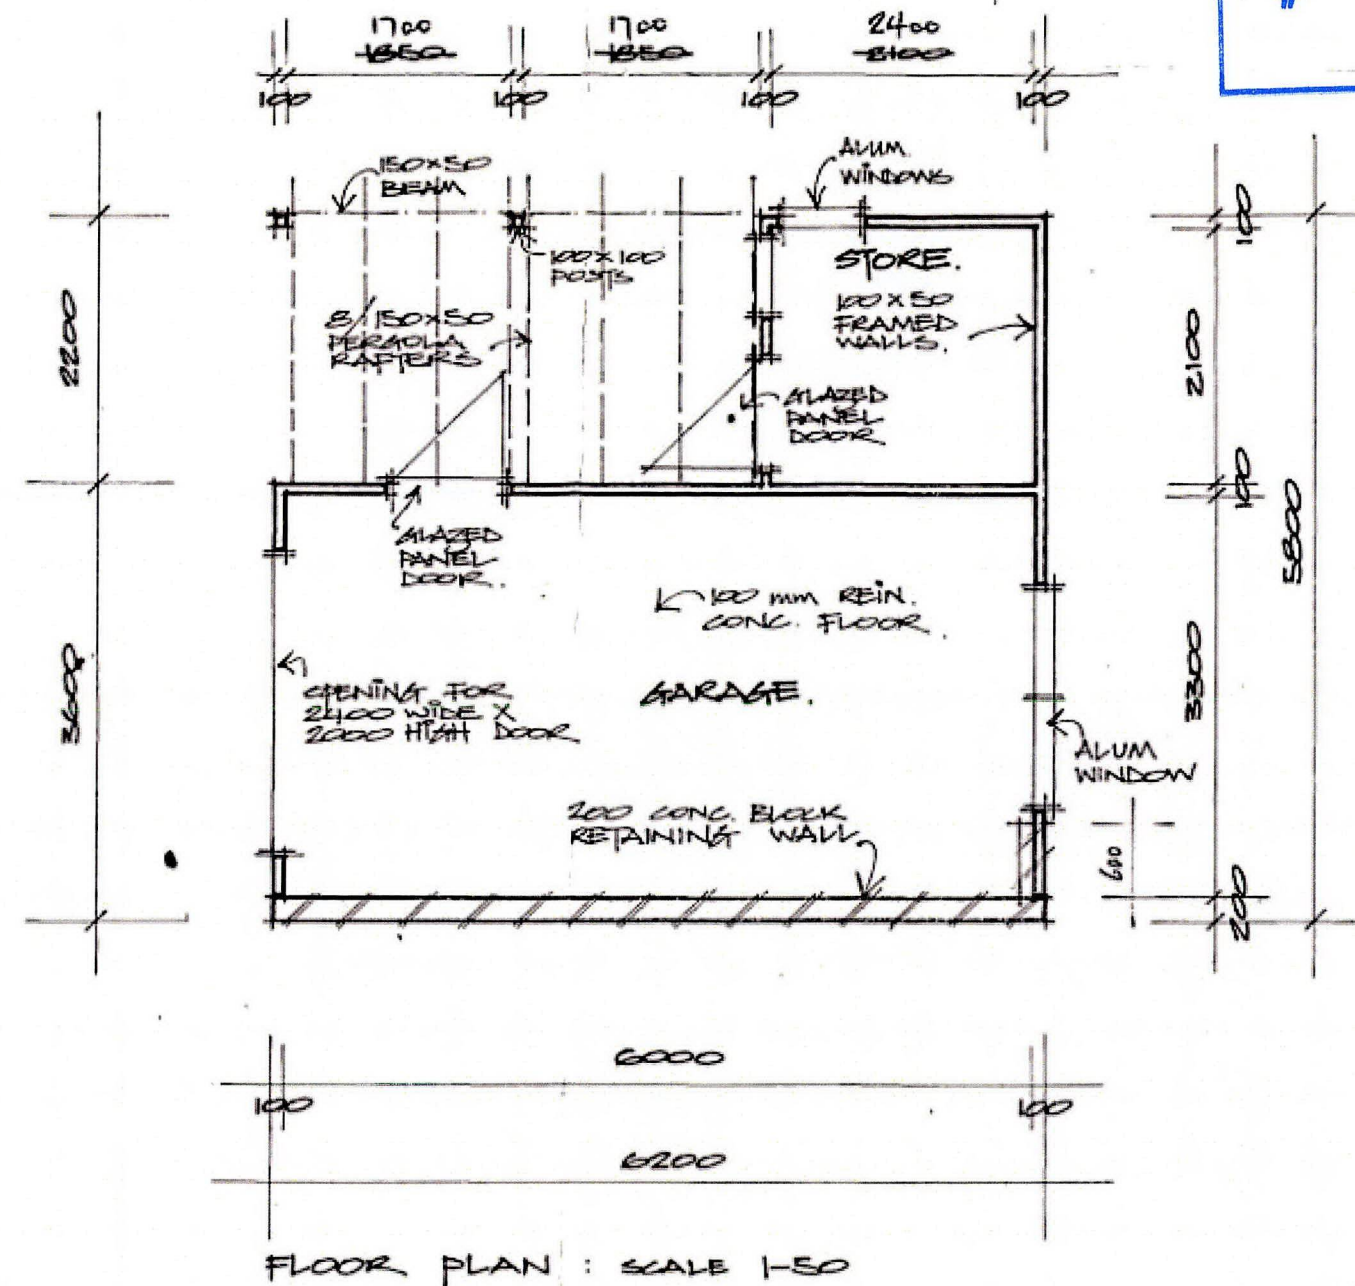 1700 1700 2400
1850 1850 2100
100 100 100 100
150x50
BEAM
ALUM.
WINDOWS
100x100
POSTS
STORE.
100x50
FRAMED
WALLS.
8/150x50
PERGOLA
RAFTERS
GLAZED
PANEL
DOOR
GLAZED
PANEL
DOOR.
100 mm REIN.
CONC. FLOOR.
GARAGE.
OPENING FOR
2400 WIDE X
2000 HIGH DOOR
ALUM
WINDOW
200 CONC. BLOCK
RETAINING WALL
2200
3600
100
2100
100
5800
3300
600
200
6000
100 100
6200
FLOOR PLAN : SCALE 1-50